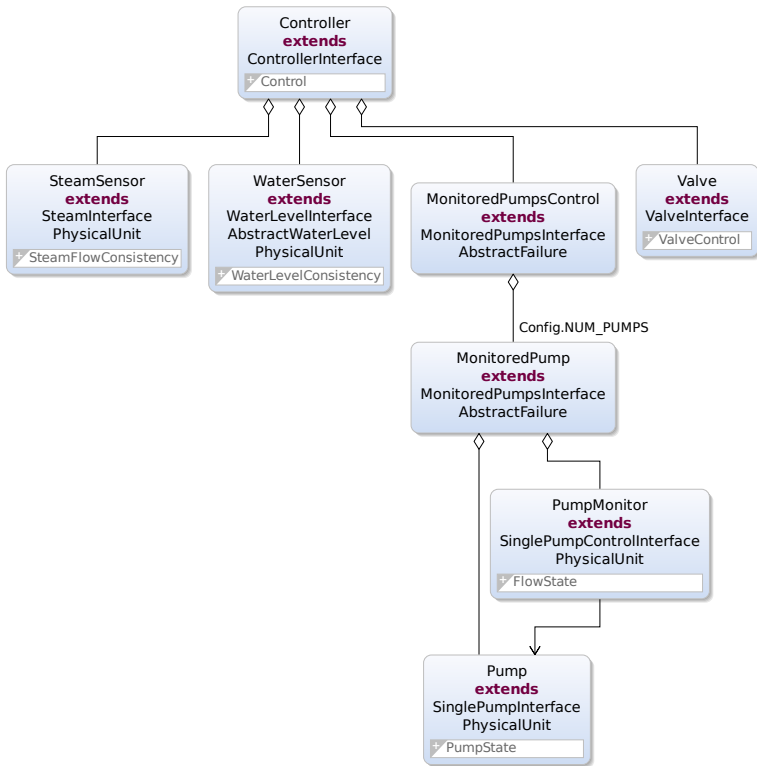 Controller
extends
ControllerInterface
Control
SteamSensor
extends
SteamInterface
PhysicalUnit
SteamFlowConsistency
WaterSensor
extends
WaterLevelInterface
AbstractWaterLevel
PhysicalUnit
WaterLevelConsistency
MonitoredPumpsControl
extends
MonitoredPumpsInterface
AbstractFailure
Valve
extends
ValveInterface
ValveControl
Config.NUM_PUMPS
MonitoredPump
extends
MonitoredPumpsInterface
AbstractFailure
PumpMonitor
extends
SinglePumpControlInterface
PhysicalUnit
FlowState
Pump
extends
SinglePumpInterface
PhysicalUnit
PumpState